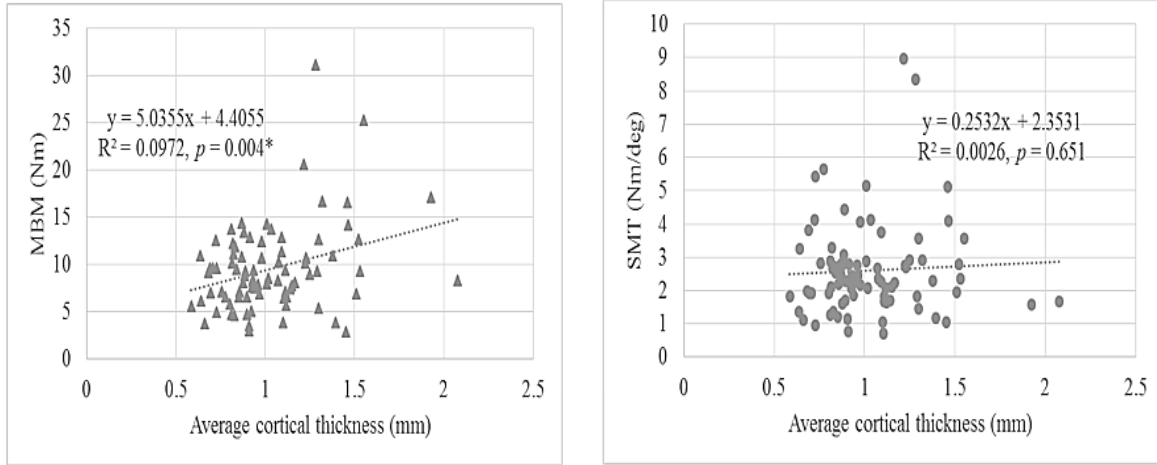 35
30
25
20
15
10
5
0
MBM (Nm)
y = 5.0355x + 4.4055
R² = 0.0972, p = 0.004*
0 0.5 1 1.5 2 2.5
Average cortical thickness (mm)
10
9
8
7
6
5
4
3
2
1
0
SMT (Nm/deg)
y = 0.2532x + 2.3531
R² = 0.0026, p = 0.651
0 0.5 1 1.5 2 2.5
Average cortical thickness (mm)